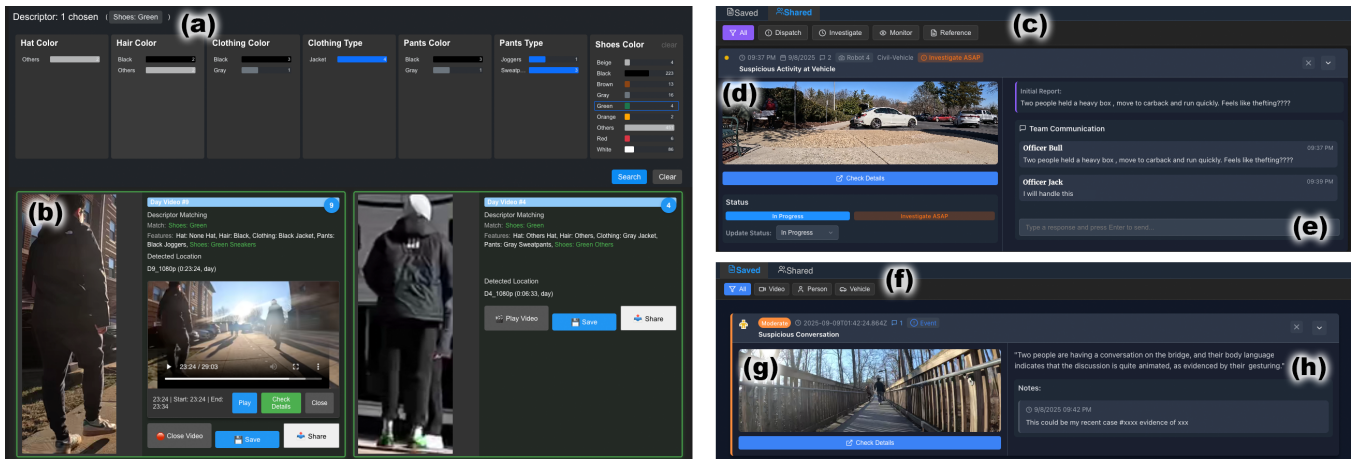 Descriptor: 1 chosen ( Shoes: Green )
(a)
Hat Color
Others
Hair Color
Black 2
Others
Clothing Color
Black 3
Gray 1
Clothing Type
Jacket 4
Pants Color
Black 3
Gray 1
Pants Type
Joggers 1
Sweatp... 3
Shoes Color clear
Beige 4
Black 223
Brown 13
Gray 16
Green 4
Orange 2
Others
Red 6
White 86
Search Clear
(b)
Day Video #9 9
Descriptor Matching
Match: Shoes: Green
Features: Hat: None Hat, Hair: Black, Clothing: Black Jacket, Pants:
Black Joggers, Shoes: Green Sneakers
Detected Location
D9_1080p (0:23:24, day)
23:24 / 29:03
23:24 | Start: 23:24 | End:
23:34
Play
Check
Details
Close
Close Video
Save
Share
Day Video #4 4
Descriptor Matching
Match: Shoes: Green
Features: Hat: Others Hat, Hair: Others, Clothing: Gray Jacket,
Pants: Gray Sweatpants, Shoes: Green Others
Detected Location
D4_1080p (0:06:33, day)
Play Video
Save
Share
Saved Shared
(c)
All Dispatch Investigate Monitor Reference
09:37 PM 9/8/2025 2 Robot 4 Civil-Vehicle Investigate ASAP
Suspicious Activity at Vehicle
(d)
Check Details
Status
In Progress Investigate ASAP
Update Status: In Progress
Initial Report:
Two people held a heavy box , move to carback and run quickly. Feels like thefting????
Team Communication
Officer Bull 09:37 PM
Two people held a heavy box , move to carback and run quickly. Feels like thefting????
Officer Jack 09:39 PM
I will handle this
Type a response and press Enter to send...
(e)
Saved Shared
(f)
All Video Person Vehicle
Moderate 2025-09-09T01:42:24.864Z 1 Event
Suspicious Conversation
(g)
Check Details
"Two people are having a conversation on the bridge, and their body language
indicates that the discussion is quite animated, as evidenced by their gesturing."
(h)
Notes:
9/8/2025 09:42 PM
This could be my recent case #xxxx evidence of xxx